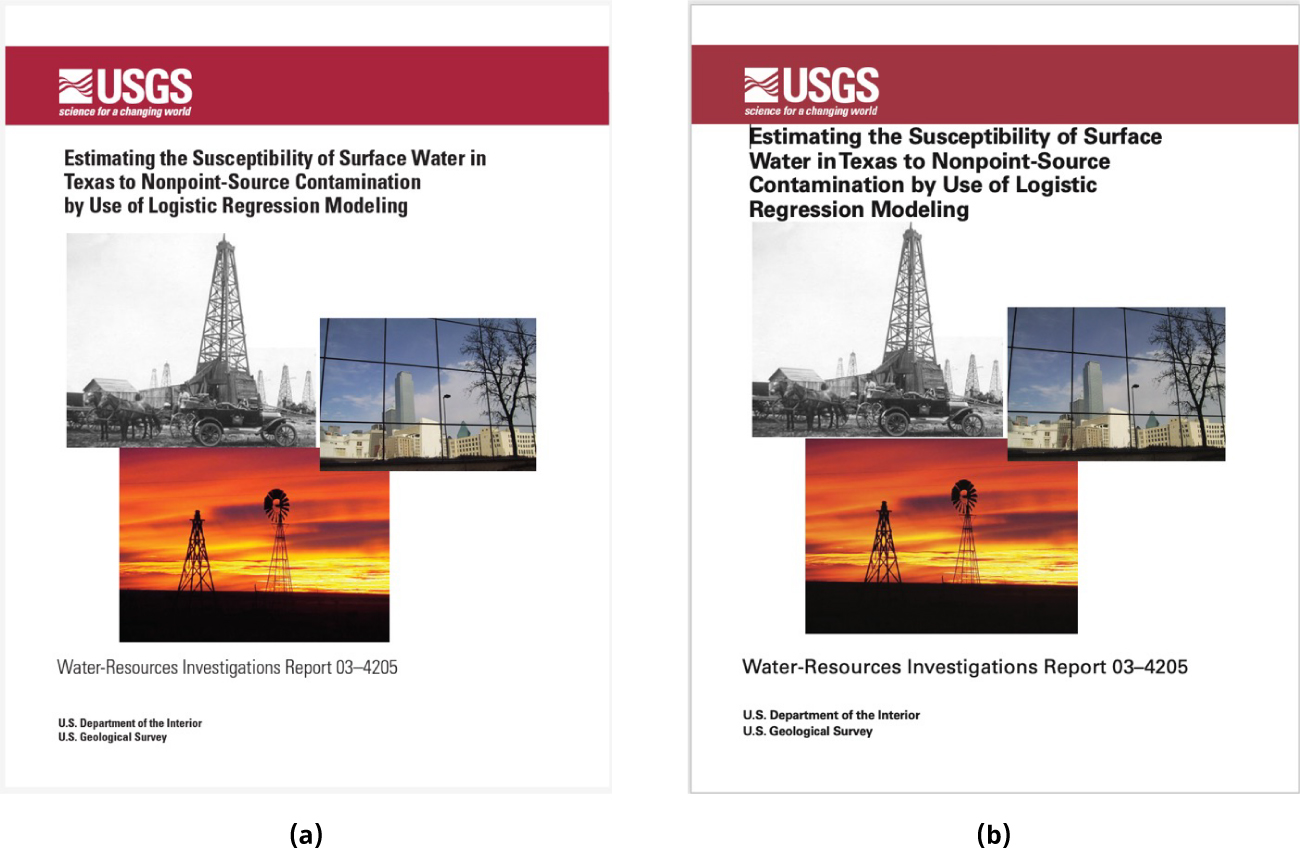 USGS
science for a changing world
Estimating the Susceptibility of Surface Water in
Texas to Nonpoint-Source Contamination
by Use of Logistic Regression Modeling
Water-Resources Investigations Report 03–4205
U.S. Department of the Interior
U.S. Geological Survey
(a)
USGS
science for a changing world
Estimating the Susceptibility of Surface
Water in Texas to Nonpoint-Source
Contamination by Use of Logistic
Regression Modeling
Water-Resources Investigations Report 03–4205
U.S. Department of the Interior
U.S. Geological Survey
(b)